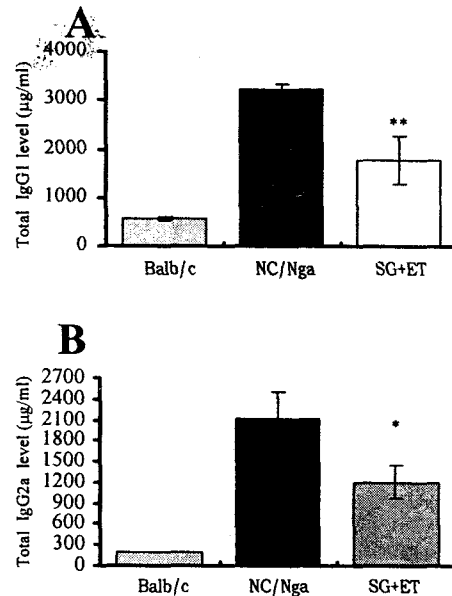 A
Total IgG1 level (μg/ml)
4000
3000
2000
1000
0
**
Balb/c NC/Nga SG+ET
B
Total IgG2a level (μg/ml)
2700
2400
2100
1800
1500
1200
900
600
300
0
*
Balb/c NC/Nga SG+ET